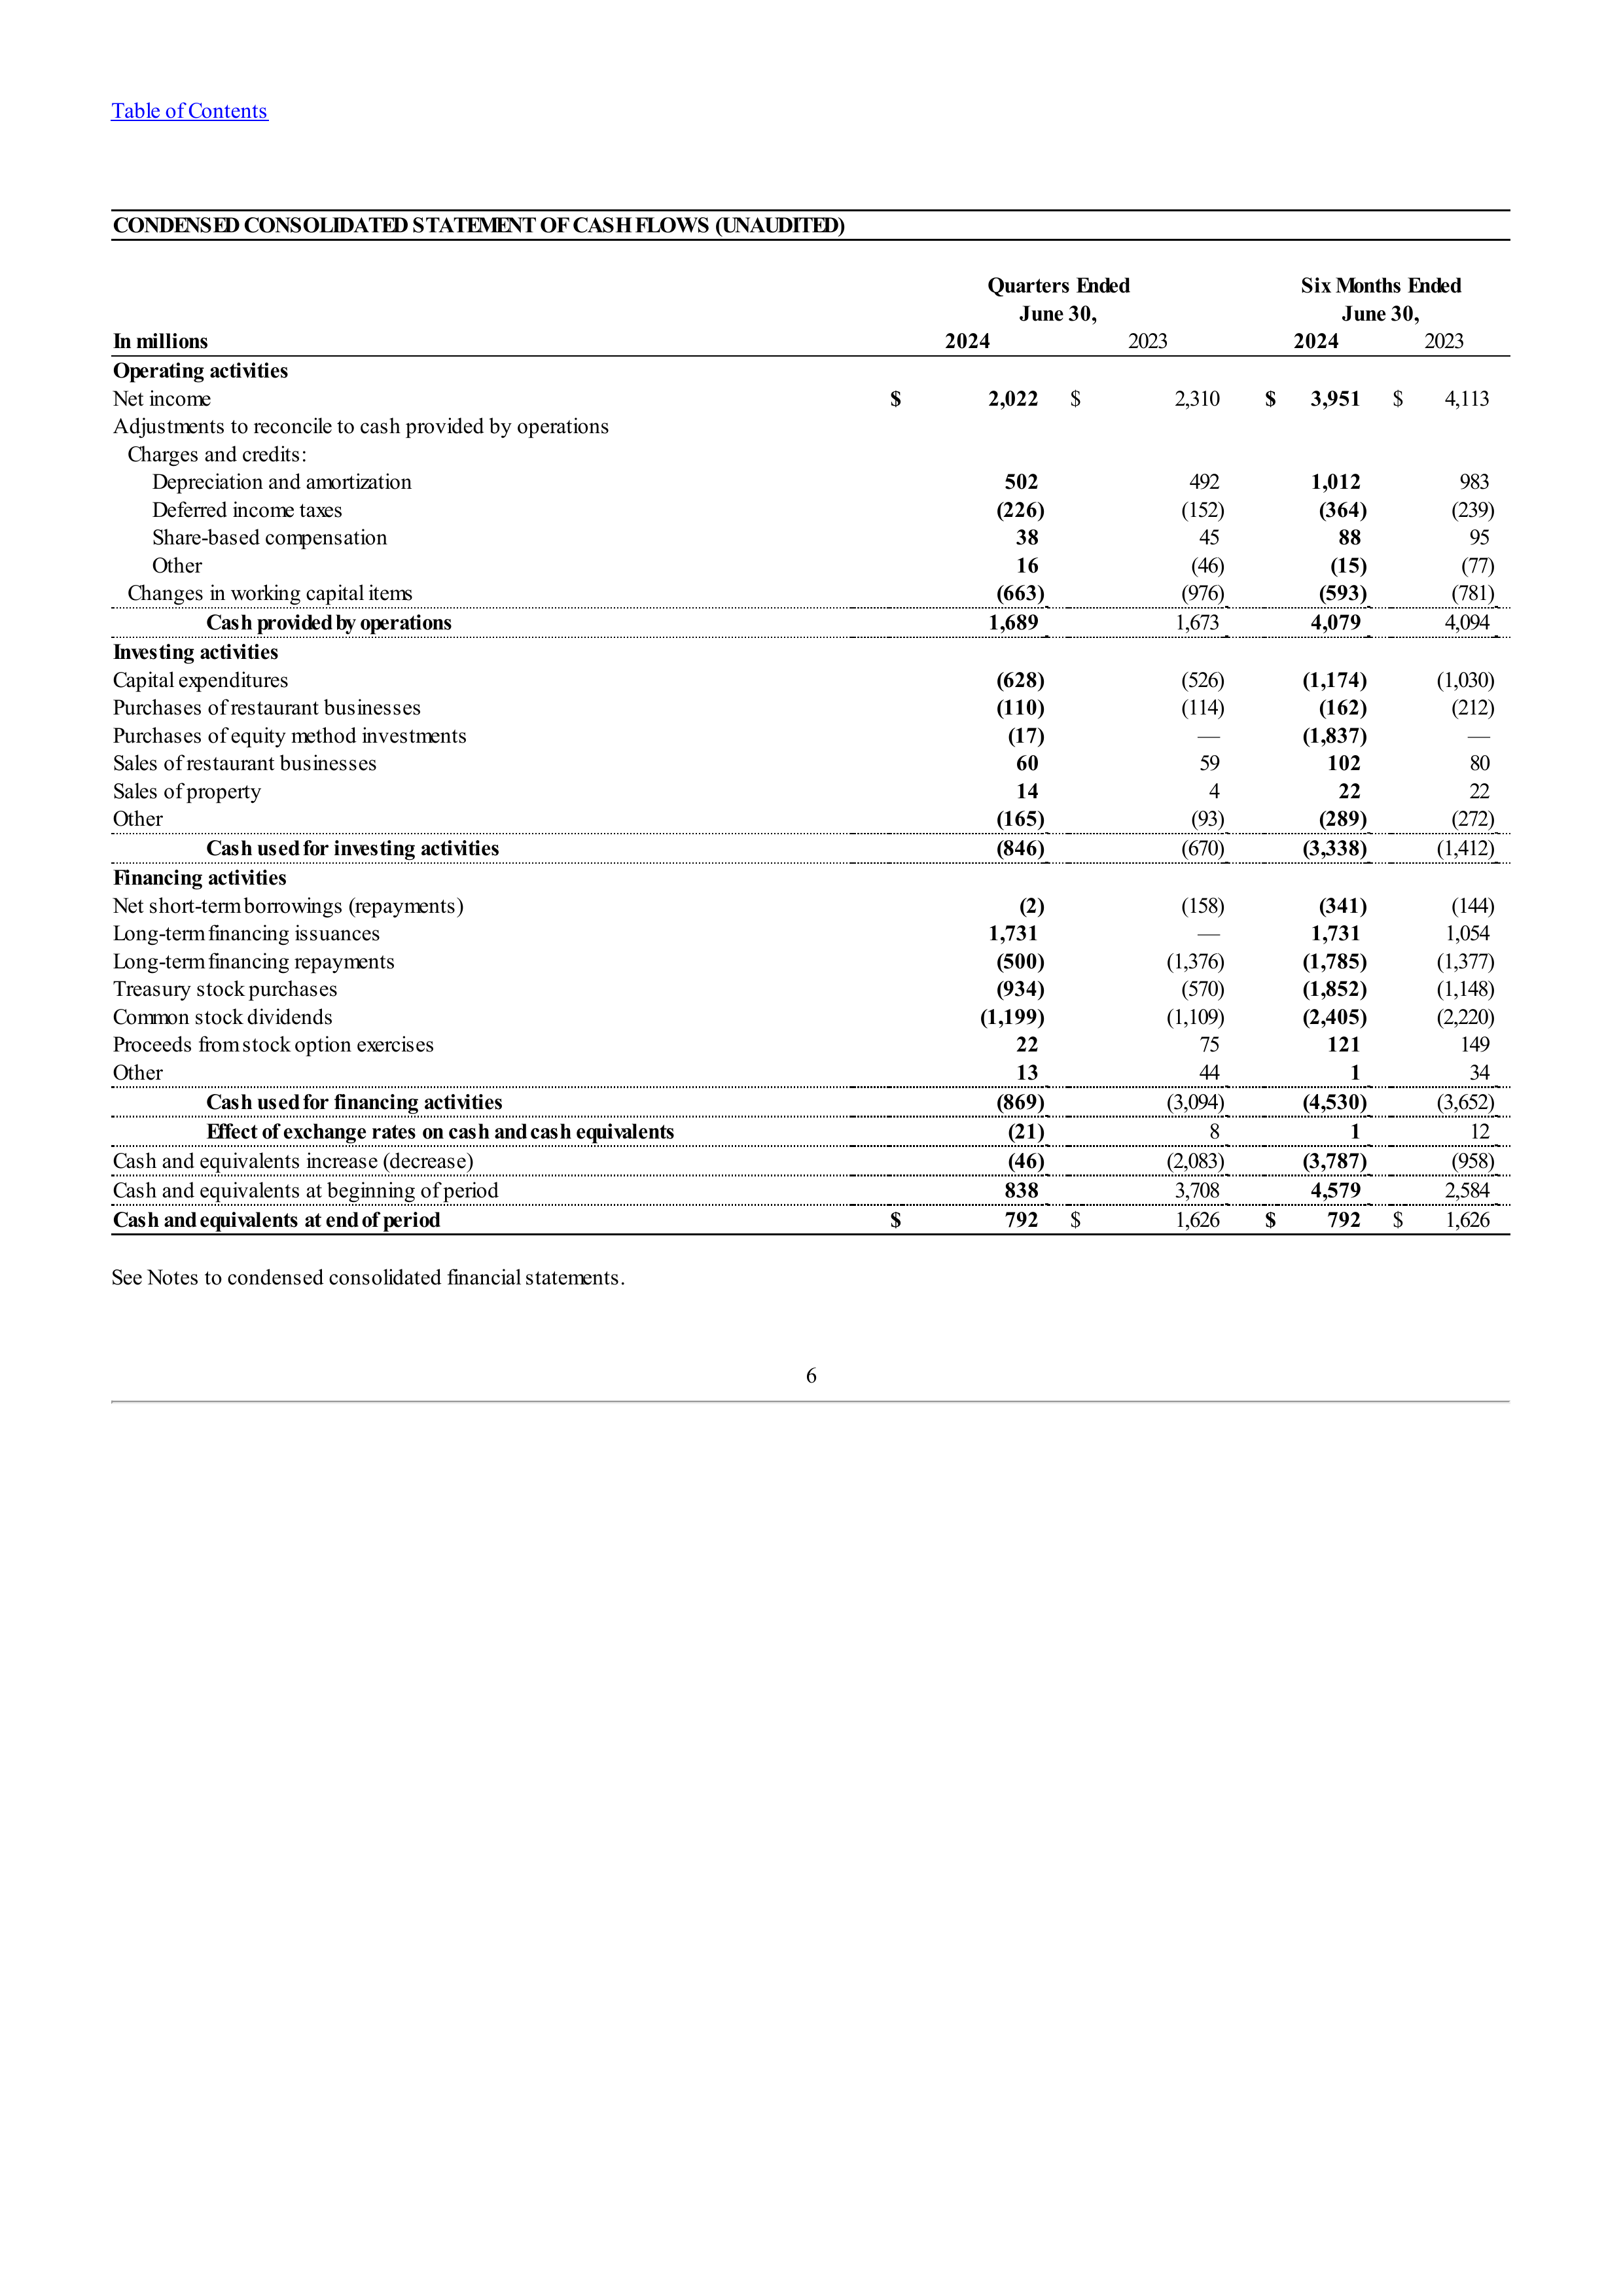 Table of Contents
CONDENSED CONSOLIDATED STATEMENT OF CASH FLOWS (UNAUDITED)
Quarters Ended Six Months Ended
June 30, June 30,
In millions 2024 2023 2024 2023
Operating activities
Net income $ 2,022 $ 2,310 $ 3,951 $ 4,113
Adjustments to reconcile to cash provided by operations
Charges and credits:
Depreciation and amortization 502 492 1,012 983
Deferred income taxes (226) (152) (364) (239)
Share-based compensation 38 45 88 95
Other 16 (46) (15) (77)
Changes in working capital items (663) (976) (593) (781)
Cash provided by operations 1,689 1,673 4,079 4,094
Investing activities
Capital expenditures (628) (526) (1,174) (1,030)
Purchases of restaurant businesses (110) (114) (162) (212)
Purchases of equity method investments (17) — (1,837) —
Sales of restaurant businesses 60 59 102 80
Sales of property 14 4 22 22
Other (165) (93) (289) (272)
Cash used for investing activities (846) (670) (3,338) (1,412)
Financing activities
Net short-term borrowings (repayments) (2) (158) (341) (144)
Long-term financing issuances 1,731 — 1,731 1,054
Long-term financing repayments (500) (1,376) (1,785) (1,377)
Treasury stock purchases (934) (570) (1,852) (1,148)
Common stock dividends (1,199) (1,109) (2,405) (2,220)
Proceeds from stock option exercises 22 75 121 149
Other 13 44 1 34
Cash used for financing activities (869) (3,094) (4,530) (3,652)
Effect of exchange rates on cash and cash equivalents (21) 8 1 12
Cash and equivalents increase (decrease) (46) (2,083) (3,787) (958)
Cash and equivalents at beginning of period 838 3,708 4,579 2,584
Cash and equivalents at end of period $ 792 $ 1,626 $ 792 $ 1,626
See Notes to condensed consolidated financial statements.
6